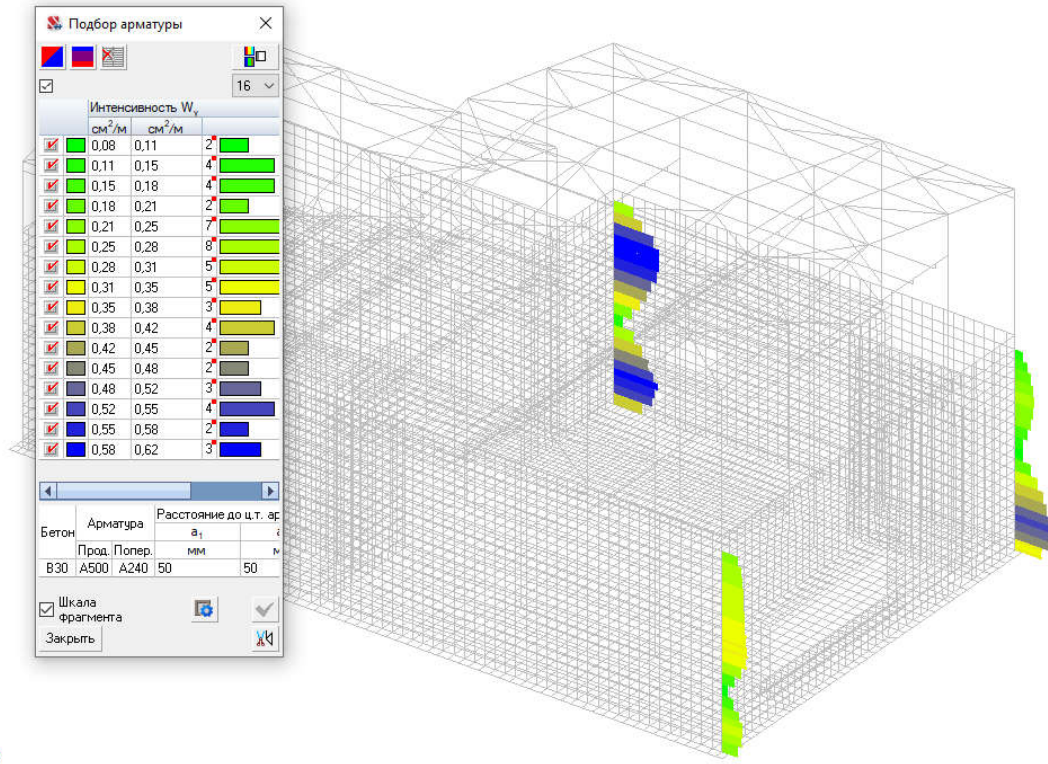 Подбор арматуры
16
Интенсивность Wy
см²/м см²/м
0,08 0,11 2
0,11 0,15 4
0,15 0,18 4
0,18 0,21 2
0,21 0,25 7
0,25 0,28 8
0,28 0,31 5
0,31 0,35 5
0,35 0,38 3
0,38 0,42 4
0,42 0,45 2
0,45 0,48 2
0,48 0,52 3
0,52 0,55 4
0,55 0,58 2
0,58 0,62 3
Бетон Арматура Расстояние до ц.т. ар
a₁
Прод. Попер. мм
B30 A500 A240 50 50
Шкала
фрагмента
Закрыть